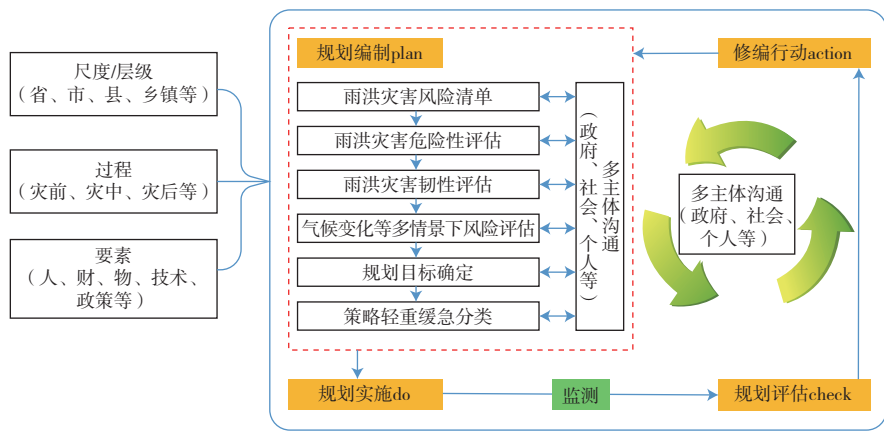 尺度/层级
（省、市、县、乡镇等）
过程
（灾前、灾中、灾后等）
要素
（人、财、物、技术、
政策等）
规划编制plan
雨洪灾害风险清单
雨洪灾害危险性评估
雨洪灾害韧性评估
气候变化等多情景下风险评估
规划目标确定
策略轻重缓急分类
多主体沟通
（政府、社会、个人等）
修编行动action
多主体沟通
（政府、社会、
个人等）
规划实施do
监测
规划评估check